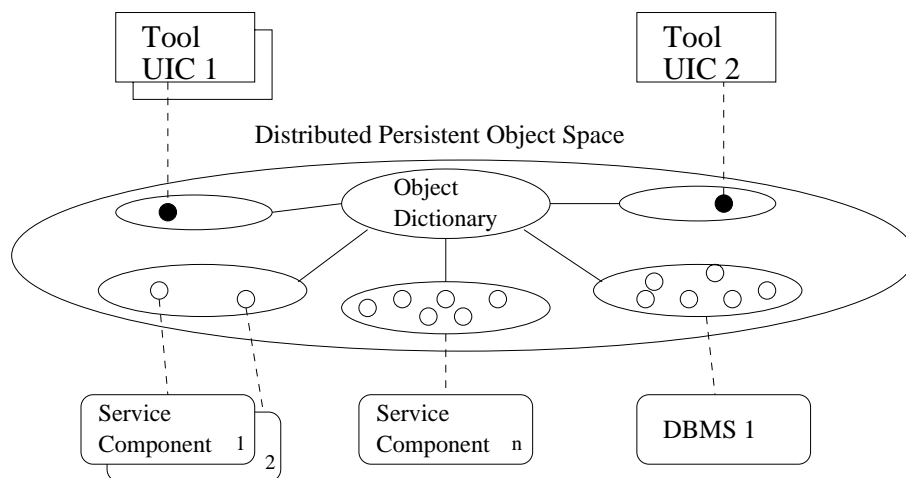 Tool
UIC 1
Tool
UIC 2
Distributed Persistent Object Space
Object
Dictionary
Service
Component 1
2
Service
Component n
DBMS 1